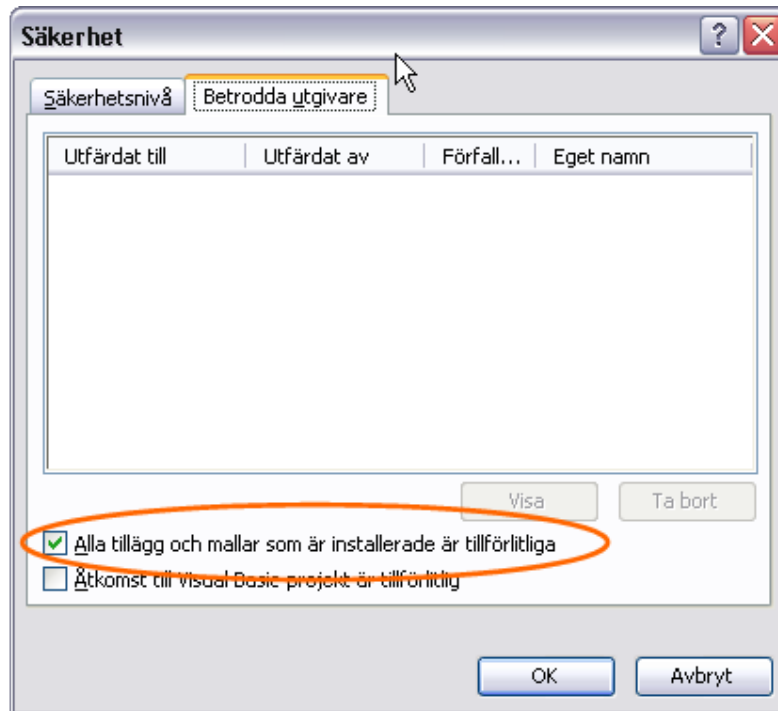 Säkerhet
Säkerhetsnivå Betrodda utgivare
Utfärdat till Utfärdat av Förfall... Eget namn
Visa Ta bort
Alla tillägg och mallar som är installerade är tillförlitliga
Åtkomst till Visual Basic-projekt är tillförlitlig
OK Avbryt